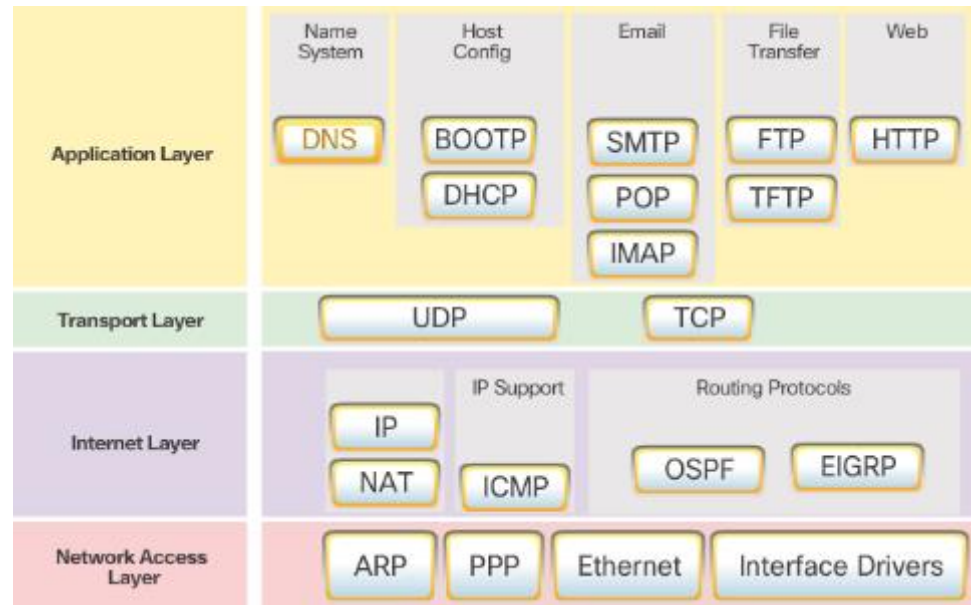 Name
System
Host
Config
Email
File
Transfer
Web
Application Layer
DNS
BOOTP
SMTP
FTP
HTTP
DHCP
POP
TFTP
IMAP
Transport Layer
UDP
TCP
Internet Layer
IP Support
Routing Protocols
IP
NAT
ICMP
OSPF
EIGRP
Network Access
Layer
ARP
PPP
Ethernet
Interface Drivers